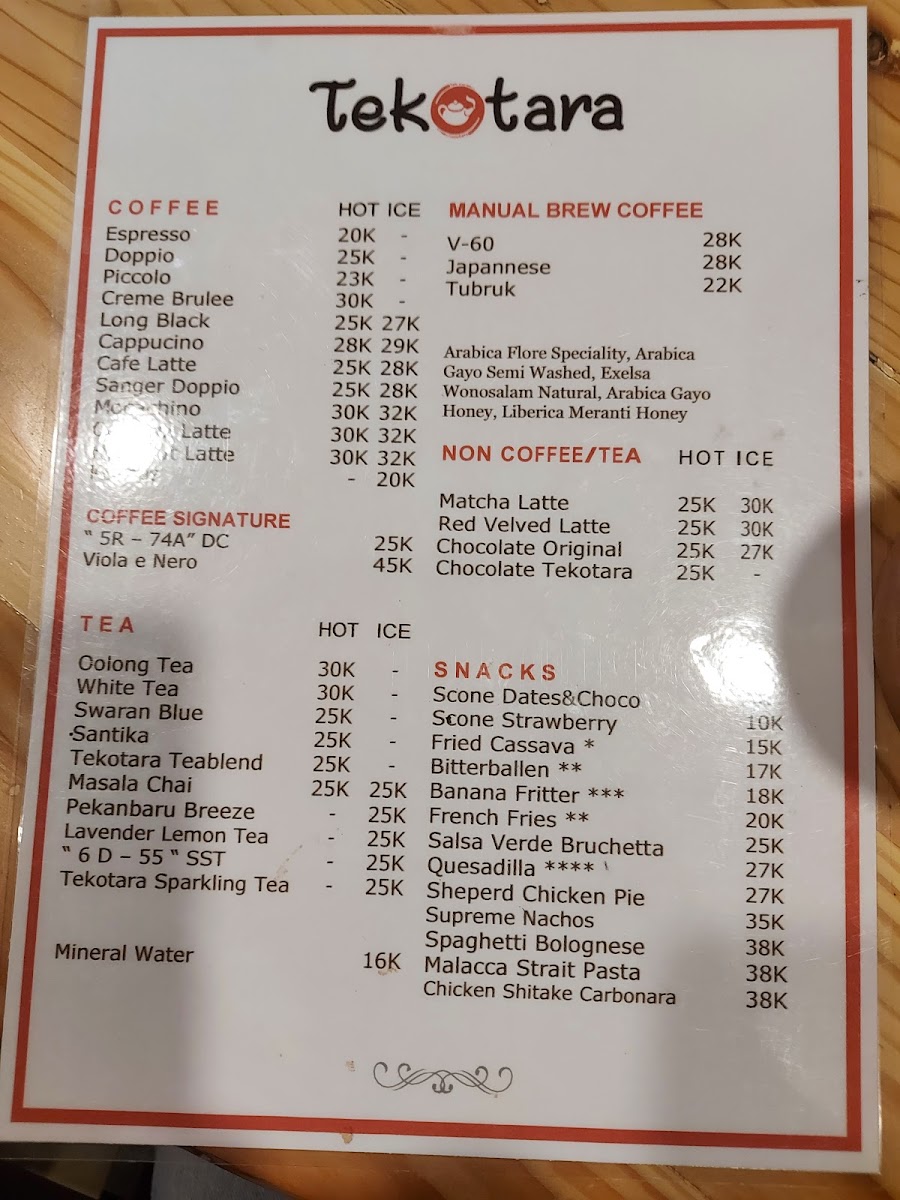 Tekotara
COFFEE HOT ICE
Espresso 20K -
Doppio 25K -
Piccolo 23K -
Creme Brulee 30K -
Long Black 25K 27K
Cappucino 28K 29K
Cafe Latte 25K 28K
Sanger Doppio 25K 28K
30K 32K
Latte 30K 32K
Latte 30K 32K
- 20K
COFFEE SIGNATURE
“ 5R – 74A” DC 25K
Viola e Nero 45K
TEA HOT ICE
Oolong Tea 30K -
White Tea 30K -
Swaran Blue 25K -
Santika 25K -
Tekotara Teablend 25K -
Masala Chai 25K 25K
Pekanbaru Breeze - 25K
Lavender Lemon Tea - 25K
“ 6 D – 55 “ SST - 25K
Tekotara Sparkling Tea - 25K
Mineral Water 16K
MANUAL BREW COFFEE
V-60 28K
Japannese 28K
Tubruk 22K
Arabica Flore Speciality, Arabica
Gayo Semi Washed, Exelsa
Wonosalam Natural, Arabica Gayo
Honey, Liberica Meranti Honey
NON COFFEE/TEA HOT ICE
Matcha Latte 25K 30K
Red Velved Latte 25K 30K
Chocolate Original 25K 27K
Chocolate Tekotara 25K -
SNACKS
Scone Dates&Choco
Scone Strawberry 10K
Fried Cassava * 15K
Bitterballen ** 17K
Banana Fritter *** 18K
French Fries ** 20K
Salsa Verde Bruchetta 25K
Quesadilla **** 27K
Sheperd Chicken Pie 27K
Supreme Nachos 35K
Spaghetti Bolognese 38K
Malacca Strait Pasta 38K
Chicken Shitake Carbonara 38K